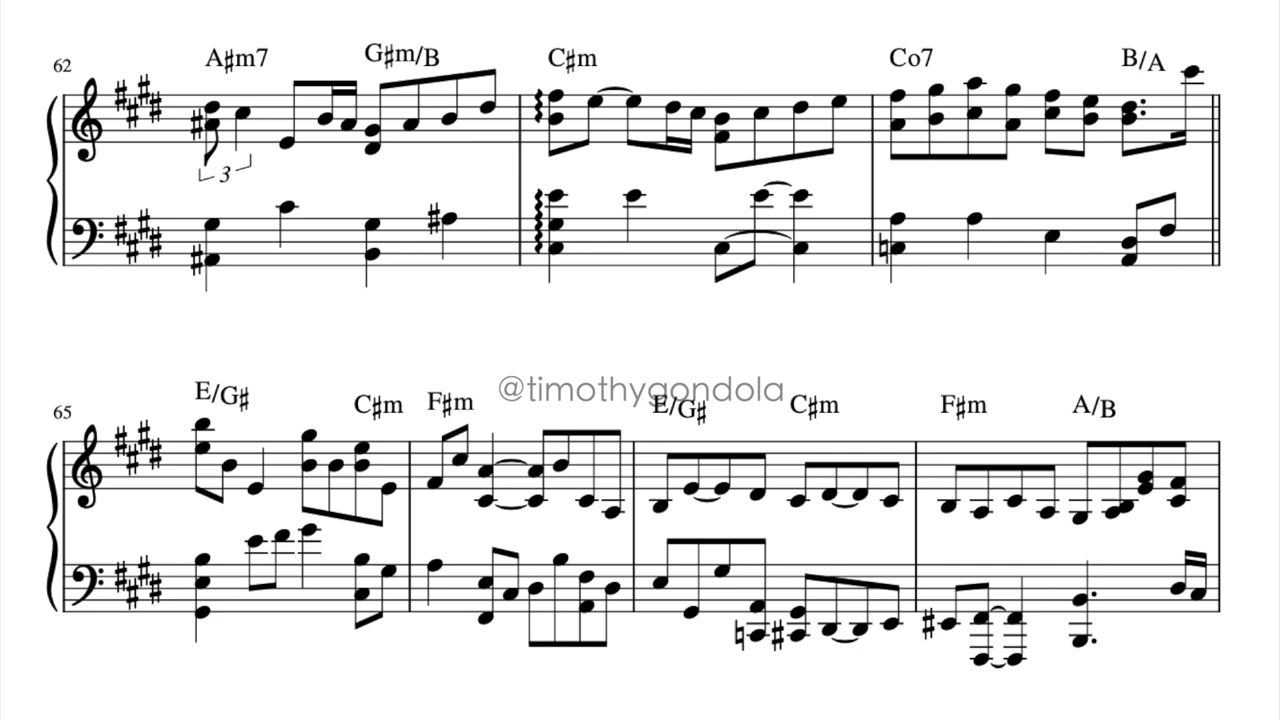 62 A♯m7 G♯m/B C♯m Co7 B/A
3
@timothygondola
65 E/G♯ C♯m F♯m E/G♯ C♯m F♯m A/B